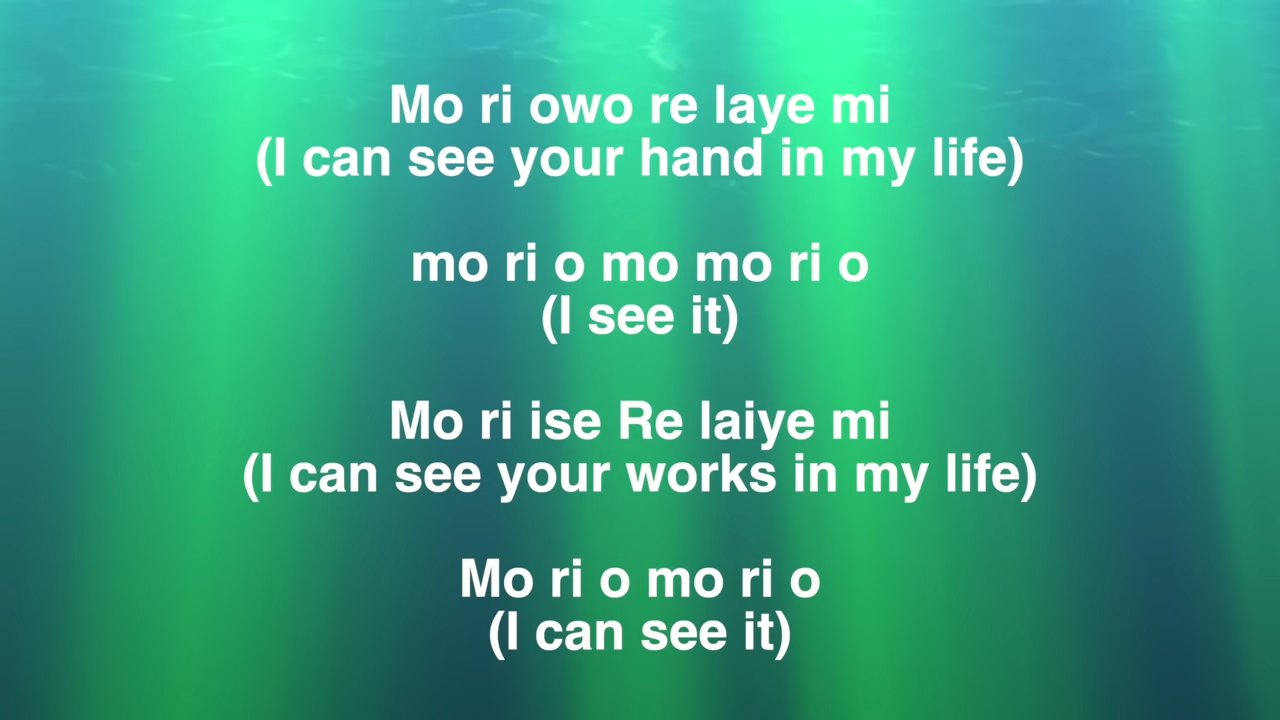 Mo ri owo re laye mi
(I can see your hand in my life)
mo ri o mo mo ri o
(I see it)
Mo ri ise Re laiye mi
(I can see your works in my life)
Mo ri o mo ri o
(I can see it)